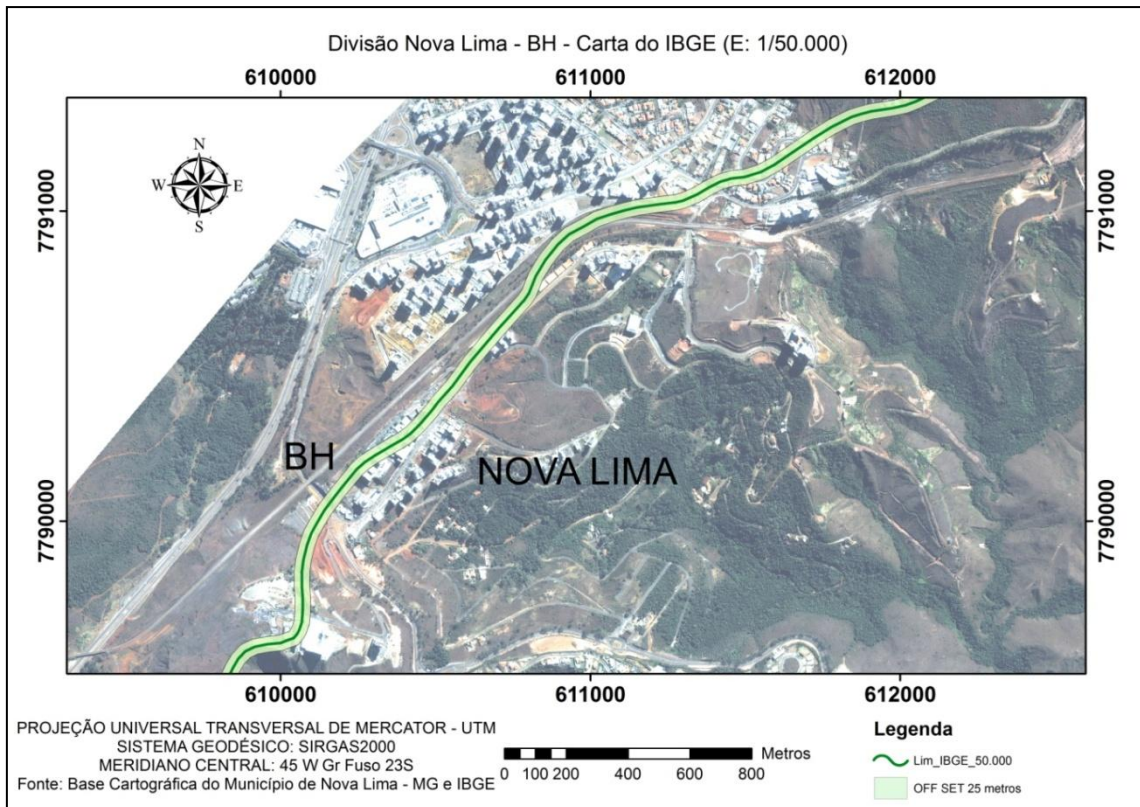 Divisão Nova Lima - BH - Carta do IBGE (E: 1/50.000)
610000 611000 612000
N
W E
S
7791000 7791000
BH
NOVA LIMA
7790000 7790000
610000 611000 612000
PROJEÇÃO UNIVERSAL TRANSVERSAL DE MERCATOR - UTM
SISTEMA GEODÉSICO: SIRGAS2000
MERIDIANO CENTRAL: 45 W Gr Fuso 23S
Fonte: Base Cartográfica do Município de Nova Lima - MG e IBGE
Metros
0 100 200 400 600 800
Legenda
Lim_IBGE_50.000
OFF SET 25 metros